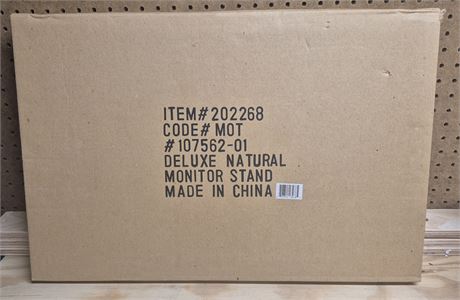 ITEM#202268
CODE# MOT
#107562-01
DELUXE NATURAL
MONITOR STAND
MADE IN CHINA